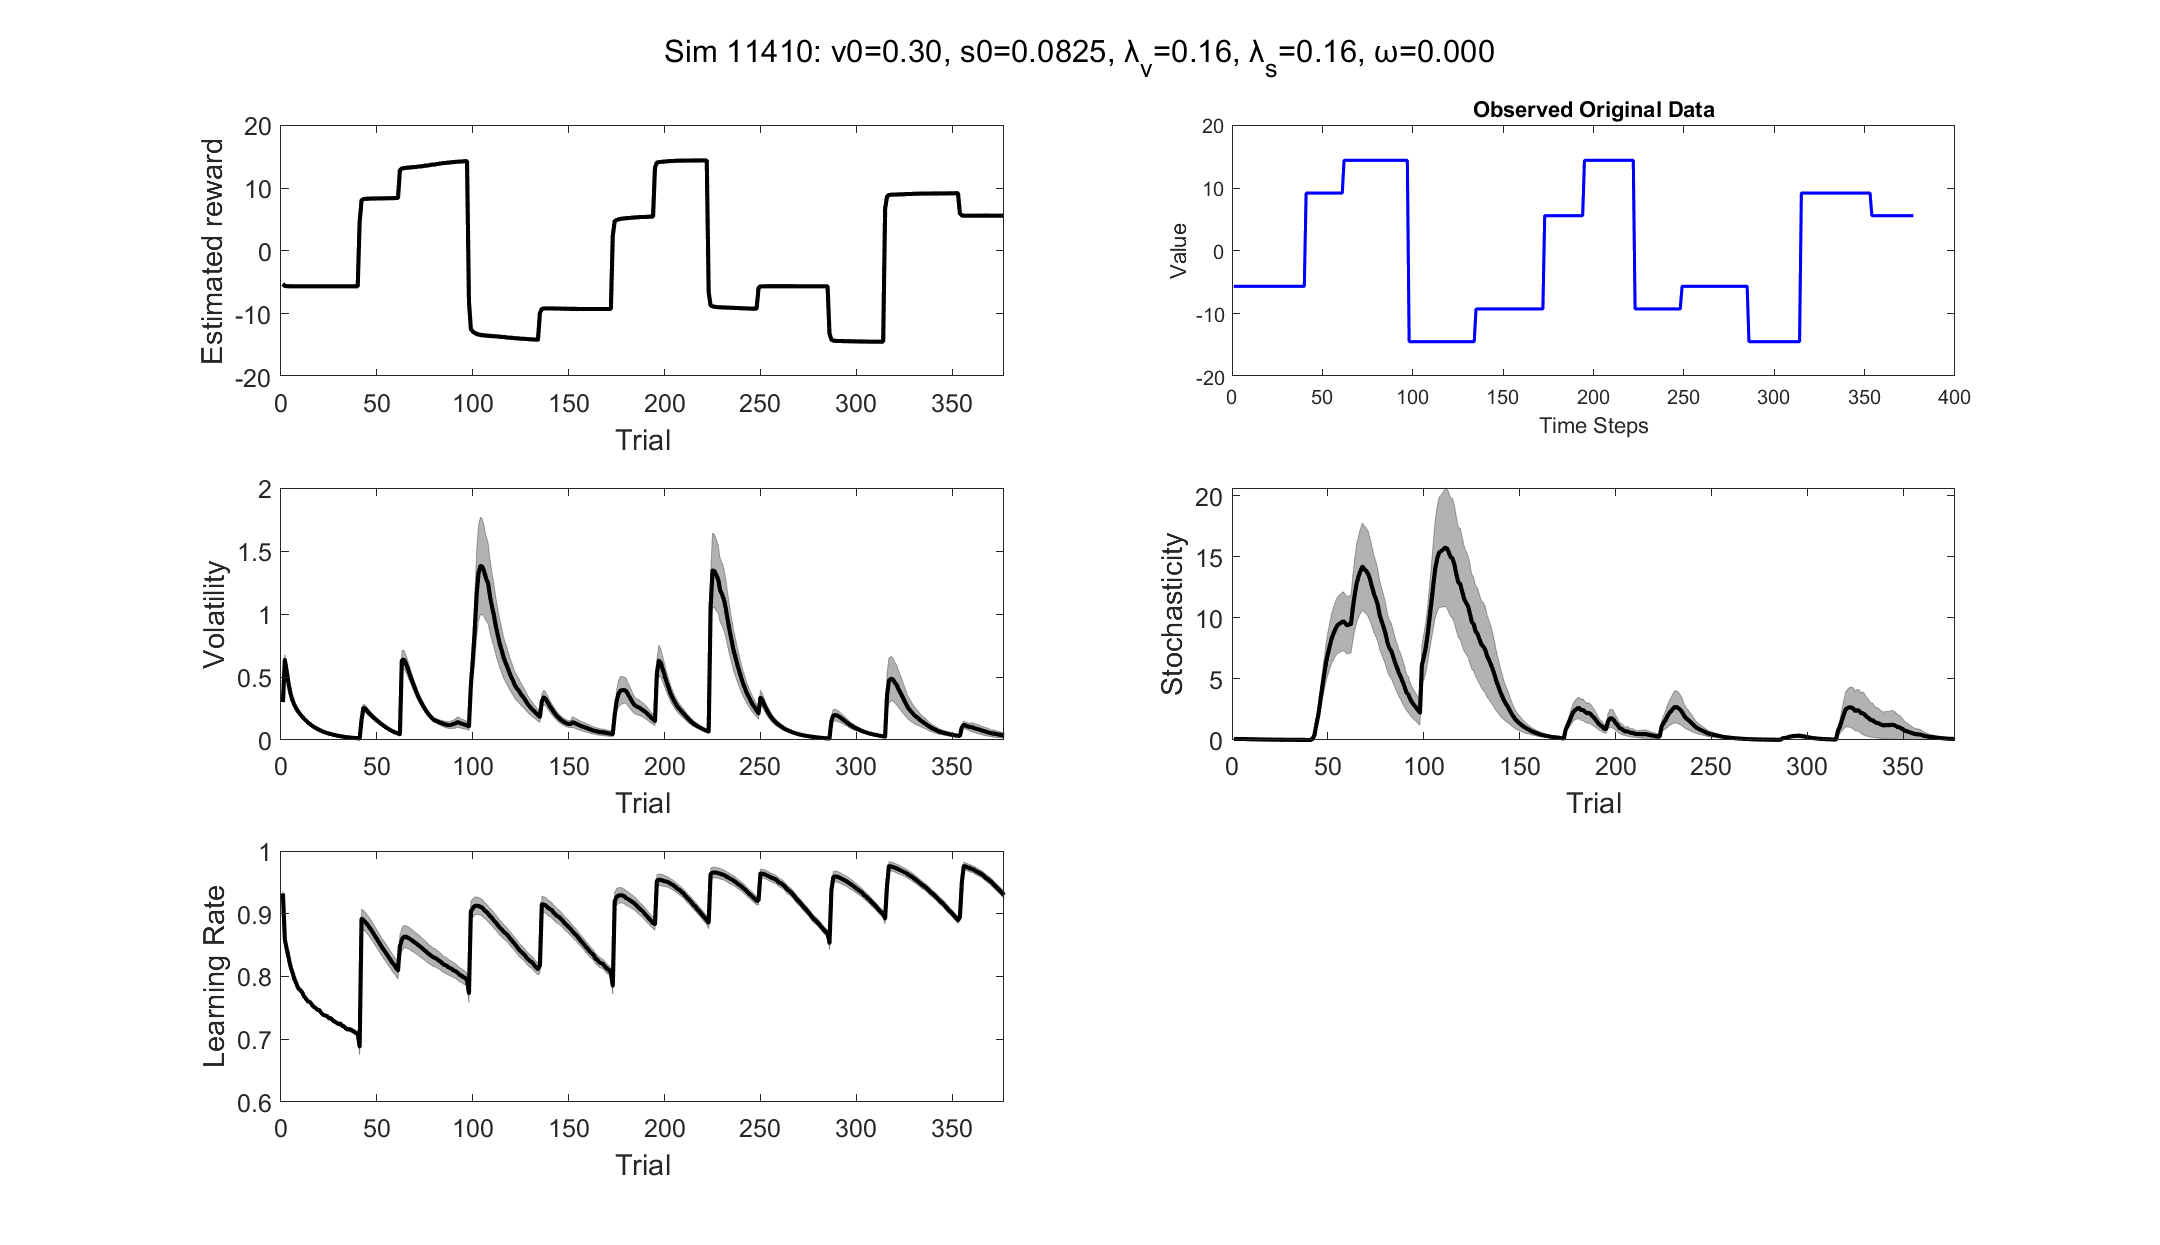 Sim 11410: v0=0.30, s0=0.0825, λ_v=0.16, λ_s=0.16, ω=0.000
Estimated reward
20
10
0
-10
-20
0 50 100 150 200 250 300 350
Trial
Observed Original Data
Value
20
10
0
-10
-20
0 50 100 150 200 250 300 350 400
Time Steps
Volatility
2
1.5
1
0.5
0
0 50 100 150 200 250 300 350
Trial
Stochasticity
20
15
10
5
0
0 50 100 150 200 250 300 350
Trial
Learning Rate
1
0.9
0.8
0.7
0.6
0 50 100 150 200 250 300 350
Trial